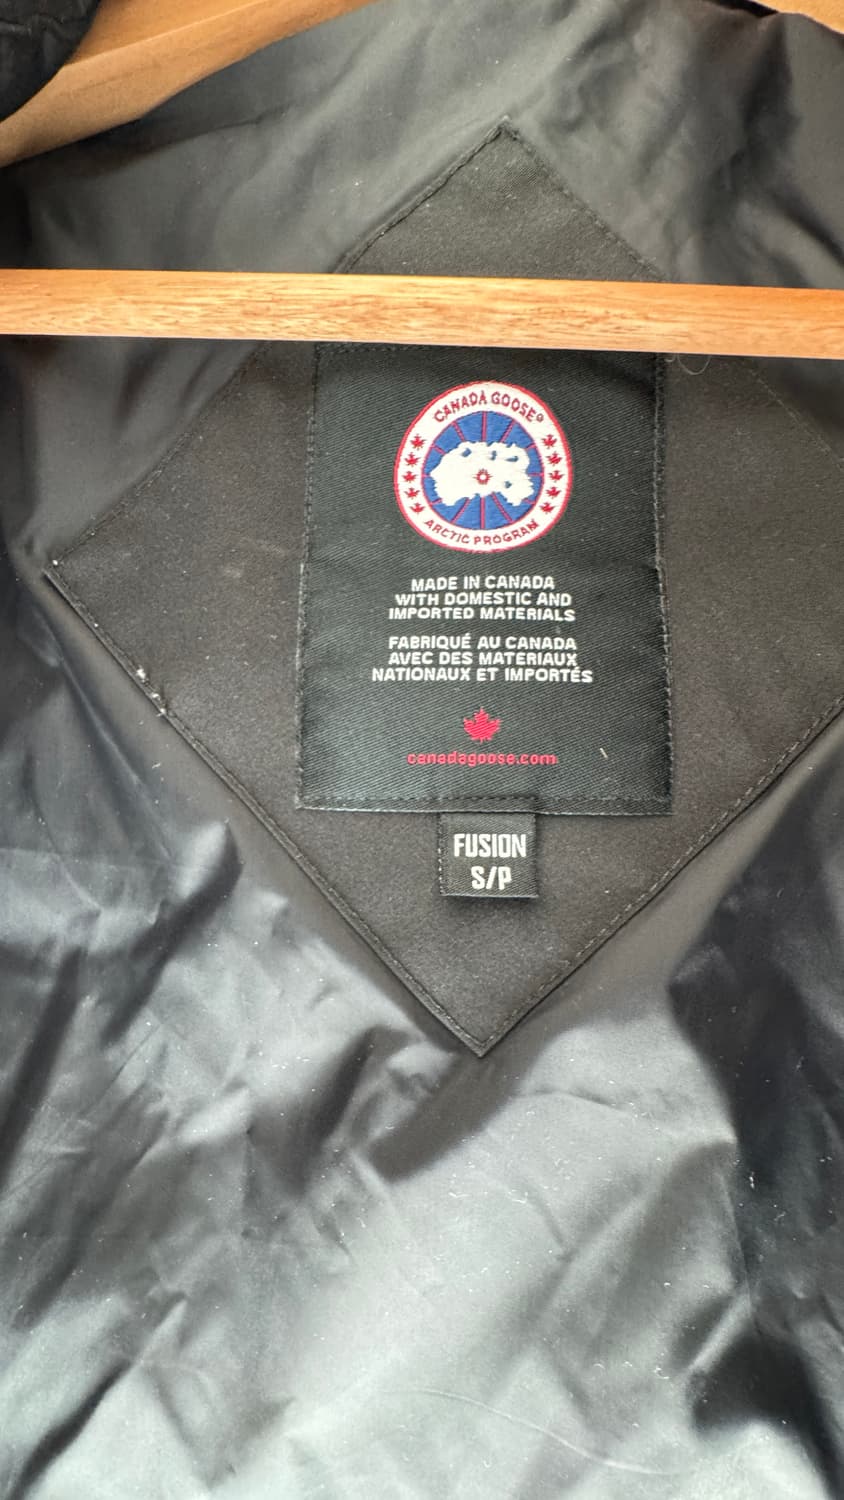 CANADA GOOSE®
ARCTIC PROGRAM
MADE IN CANADA
WITH DOMESTIC AND
IMPORTED MATERIALS
FABRIQUÉ AU CANADA
AVEC DES MATERIAUX
NATIONAUX ET IMPORTÉS
canadagoose.com
FUSION
S/P